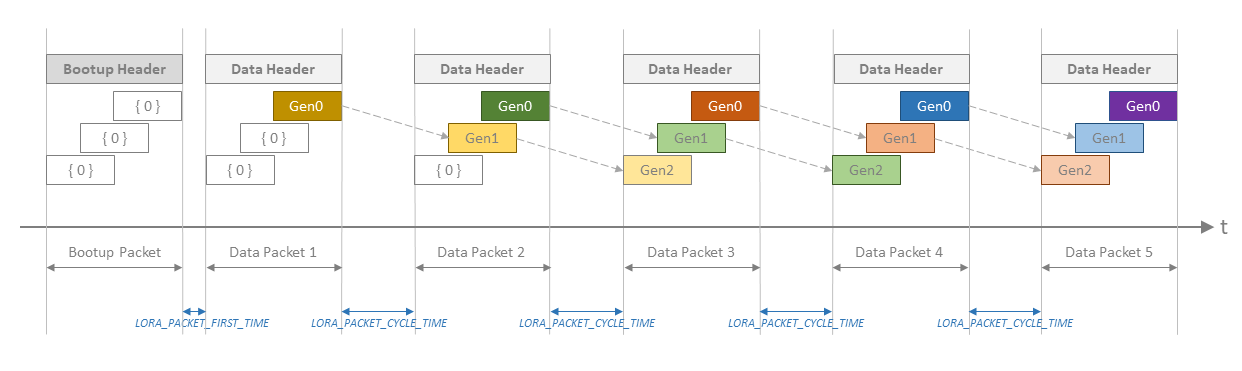 Bootup Header Data Header Data Header Data Header Data Header Data Header
{ 0 } Gen0 Gen0 Gen0 Gen0 Gen0
{ 0 } { 0 } Gen1 Gen1 Gen1 Gen1
{ 0 } { 0 } { 0 } Gen2 Gen2 Gen2
t
Bootup Packet Data Packet 1 Data Packet 2 Data Packet 3 Data Packet 4 Data Packet 5
LORA_PACKET_FIRST_TIME LORA_PACKET_CYCLE_TIME LORA_PACKET_CYCLE_TIME LORA_PACKET_CYCLE_TIME LORA_PACKET_CYCLE_TIME